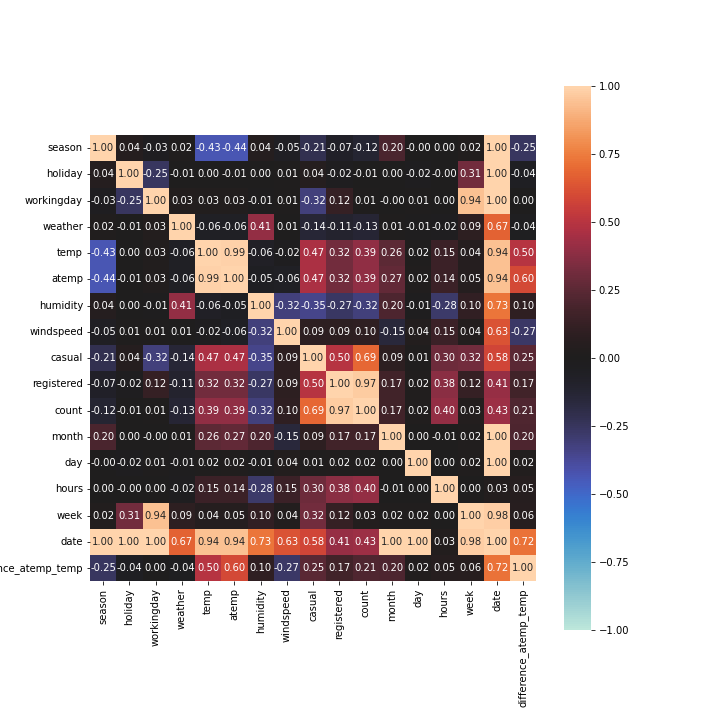 season 1.00 0.04 -0.03 0.02 -0.43 -0.44 0.04 -0.05 -0.21 -0.07 -0.12 0.20 -0.00 0.00 0.02 1.00 -0.25
holiday 0.04 1.00 -0.25 -0.01 0.00 -0.01 0.00 0.01 0.04 -0.02 -0.01 0.00 -0.02 -0.00 0.31 1.00 -0.04
workingday -0.03 -0.25 1.00 0.03 0.03 0.03 -0.01 0.01 -0.32 0.12 0.01 -0.00 0.01 0.00 0.94 1.00 0.00
weather 0.02 -0.01 0.03 1.00 -0.06 -0.06 0.41 0.01 -0.14 -0.11 -0.13 0.01 -0.01 -0.02 0.09 0.67 -0.04
temp -0.43 0.00 0.03 -0.06 1.00 0.99 -0.06 -0.02 0.47 0.32 0.39 0.26 0.02 0.15 0.04 0.94 0.50
atemp -0.44 -0.01 0.03 -0.06 0.99 1.00 -0.05 -0.06 0.47 0.32 0.39 0.27 0.02 0.14 0.05 0.94 0.60
humidity 0.04 0.00 -0.01 0.41 -0.06 -0.05 1.00 -0.32 -0.35 -0.27 -0.32 0.20 -0.01 -0.28 0.10 0.73 0.10
windspeed -0.05 0.01 0.01 0.01 -0.02 -0.06 -0.32 1.00 0.09 0.09 0.10 -0.15 0.04 0.15 0.04 0.63 -0.27
casual -0.21 0.04 -0.32 -0.14 0.47 0.47 -0.35 0.09 1.00 0.50 0.69 0.09 0.01 0.30 0.32 0.58 0.25
registered -0.07 -0.02 0.12 -0.11 0.32 0.32 -0.27 0.09 0.50 1.00 0.97 0.17 0.02 0.38 0.12 0.41 0.17
count -0.12 -0.01 0.01 -0.13 0.39 0.39 -0.32 0.10 0.69 0.97 1.00 0.17 0.02 0.40 0.03 0.43 0.21
month 0.20 0.00 -0.00 0.01 0.26 0.27 0.20 -0.15 0.09 0.17 0.17 1.00 0.00 -0.01 0.02 1.00 0.20
day -0.00 -0.02 0.01 -0.01 0.02 0.02 -0.01 0.04 0.01 0.02 0.02 0.00 1.00 0.00 0.02 1.00 0.02
hours 0.00 -0.00 0.00 -0.02 0.15 0.14 -0.28 0.15 0.30 0.38 0.40 -0.01 0.00 1.00 0.03 0.03 0.05
week 0.02 0.31 0.94 0.09 0.04 0.05 0.10 0.04 0.32 0.12 0.03 0.02 0.02 0.03 1.00 0.98 0.06
date 1.00 1.00 1.00 0.67 0.94 0.94 0.73 0.63 0.58 0.41 0.43 1.00 1.00 0.03 0.98 1.00 0.72
nce_atemp_temp -0.25 -0.04 0.00 -0.04 0.50 0.60 0.10 -0.27 0.25 0.17 0.21 0.20 0.02 0.05 0.06 0.72 1.00
season holiday workingday weather temp atemp humidity windspeed casual registered count month day hours week date difference_atemp_temp
1.00
0.75
0.50
0.25
0.00
−0.25
−0.50
−0.75
−1.00